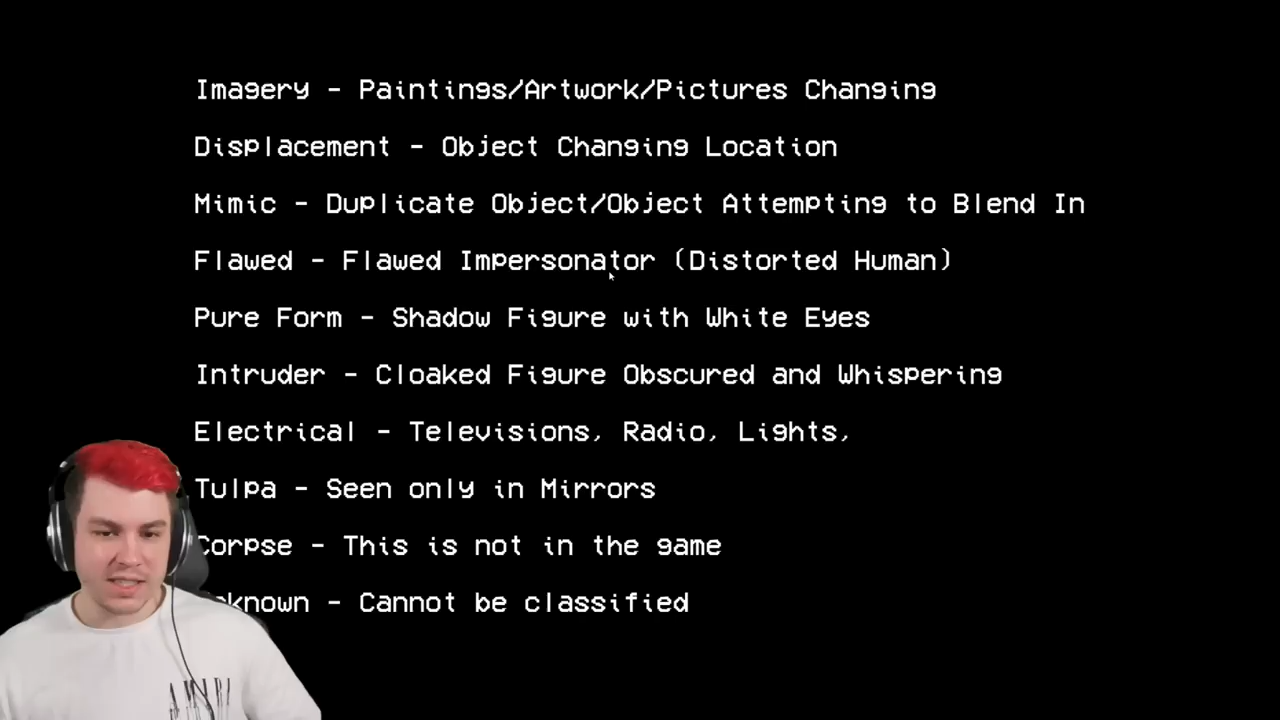 Imagery - Paintings/Artwork/Pictures Changing
Displacement - Object Changing Location
Mimic - Duplicate Object/Object Attempting to Blend In
Flawed - Flawed Impersonator (Distorted Human)
Pure Form - Shadow Figure with White Eyes
Intruder - Cloaked Figure Obscured and Whispering
Electrical - Televisions, Radio, Lights,
Tulpa - Seen only in Mirrors
Corpse - This is not in the game
Unknown - Cannot be classified
AMIRI